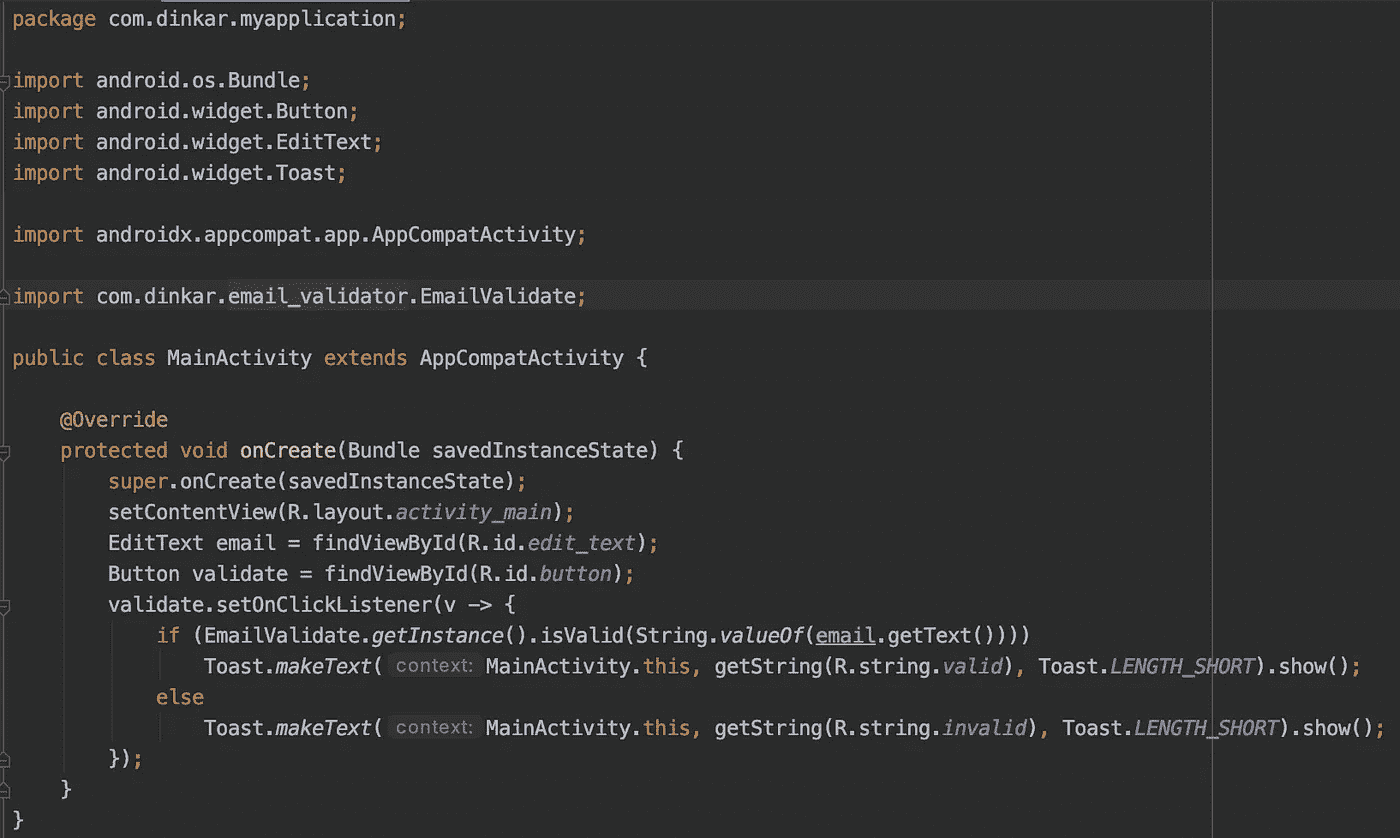 package com.dinkar.myapplication;
import android.os.Bundle;
import android.widget.Button;
import android.widget.EditText;
import android.widget.Toast;
import androidx.appcompat.app.AppCompatActivity;
import com.dinkar.email_validator.EmailValidate;
public class MainActivity extends AppCompatActivity {
@Override
protected void onCreate(Bundle savedInstanceState) {
super.onCreate(savedInstanceState);
setContentView(R.layout.activity_main);
EditText email = findViewById(R.id.edit_text);
Button validate = findViewById(R.id.button);
validate.setOnClickListener(v -> {
if (EmailValidate.getInstance().isValid(String.valueOf(email.getText())))
Toast.makeText( context: MainActivity.this, getString(R.string.valid), Toast.LENGTH_SHORT).show();
else
Toast.makeText( context: MainActivity.this, getString(R.string.invalid), Toast.LENGTH_SHORT).show();
});
}
}